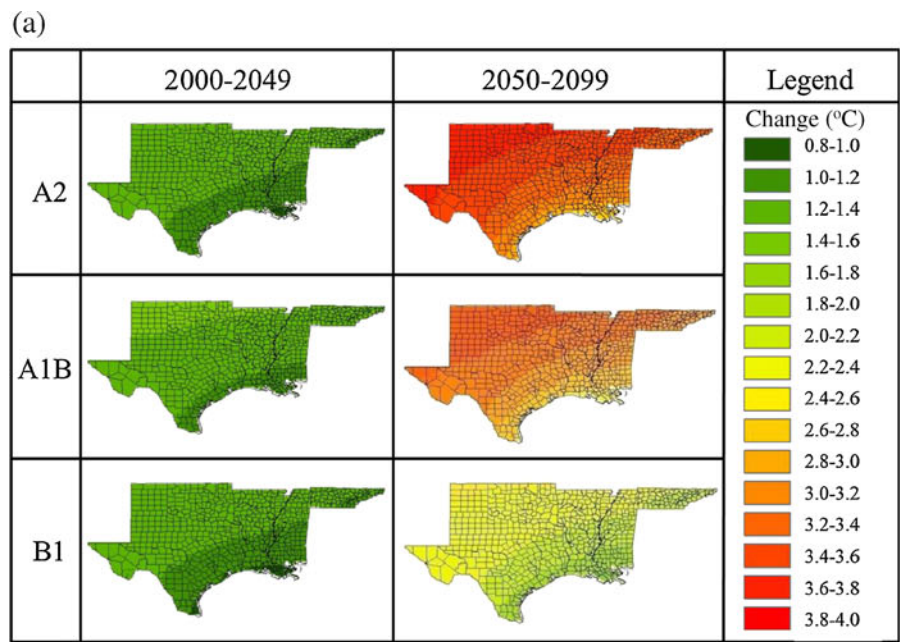 (a)
2000-2049 2050-2099 Legend
Change (°C)
0.8-1.0
1.0-1.2
A2
1.2-1.4
1.4-1.6
1.6-1.8
1.8-2.0
2.0-2.2
A1B
2.2-2.4
2.4-2.6
2.6-2.8
2.8-3.0
3.0-3.2
3.2-3.4
B1
3.4-3.6
3.6-3.8
3.8-4.0